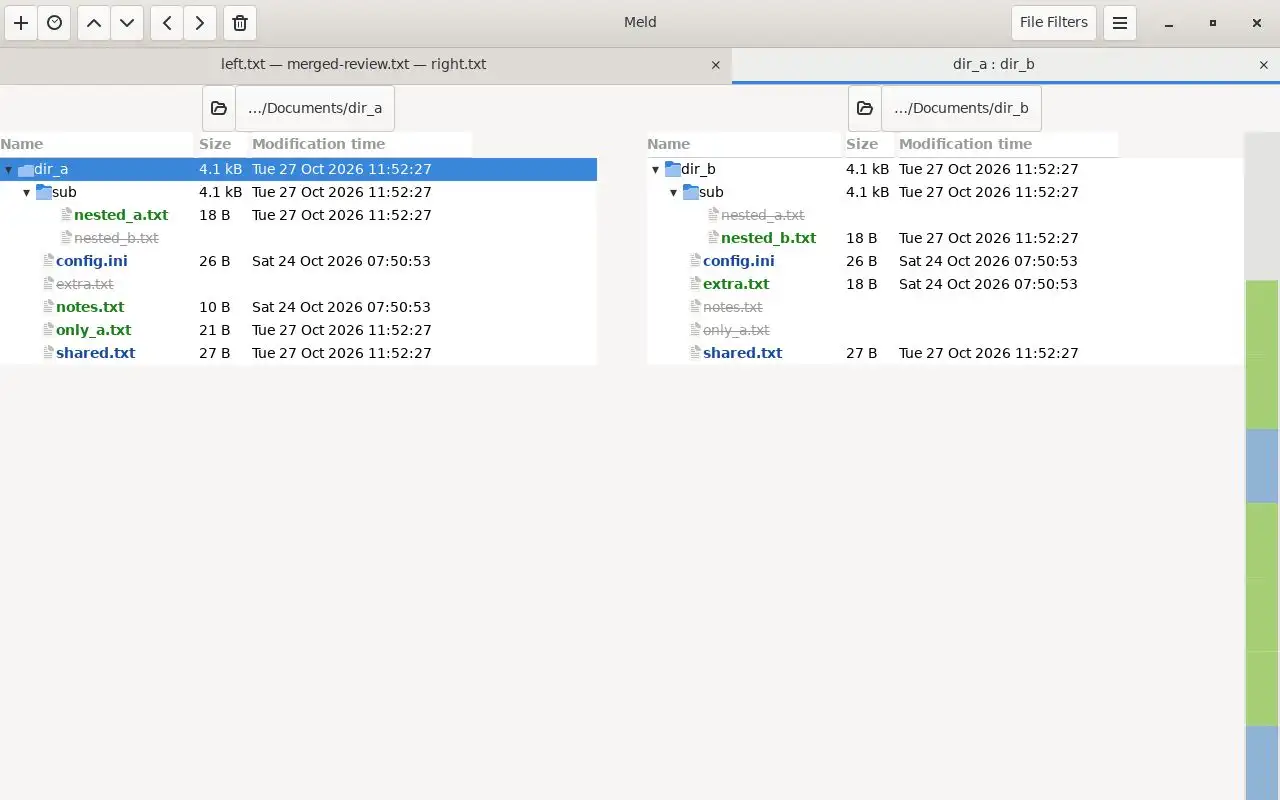 Meld
File Filters
left.txt — merged-review.txt — right.txt
dir_a : dir_b
.../Documents/dir_a
.../Documents/dir_b
Name Size Modification time
dir_a 4.1 kB Tue 27 Oct 2026 11:52:27
sub 4.1 kB Tue 27 Oct 2026 11:52:27
nested_a.txt 18 B Tue 27 Oct 2026 11:52:27
nested_b.txt
config.ini 26 B Sat 24 Oct 2026 07:50:53
extra.txt
notes.txt 10 B Sat 24 Oct 2026 07:50:53
only_a.txt 21 B Tue 27 Oct 2026 11:52:27
shared.txt 27 B Tue 27 Oct 2026 11:52:27
Name Size Modification time
dir_b 4.1 kB Tue 27 Oct 2026 11:52:27
sub 4.1 kB Tue 27 Oct 2026 11:52:27
nested_a.txt
nested_b.txt 18 B Tue 27 Oct 2026 11:52:27
config.ini 26 B Sat 24 Oct 2026 07:50:53
extra.txt 18 B Sat 24 Oct 2026 07:50:53
notes.txt
only_a.txt
shared.txt 27 B Tue 27 Oct 2026 11:52:27